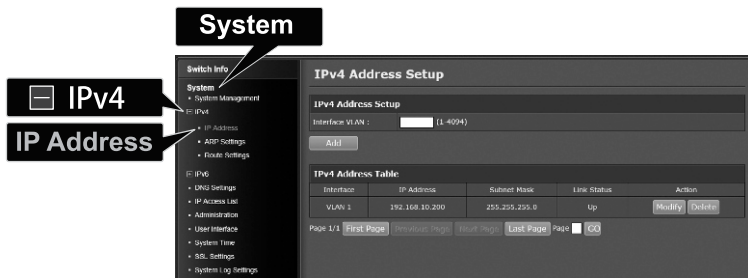 System
IPv4
IP Address
Switch Info
System
System Management
IPv4
IP Address
ARP Settings
Route Settings
IPv6
DNS Settings
IP Access List
Administration
User Interface
System Time
SSL Settings
System Log Settings
IPv4 Address Setup
IPv4 Address Setup
Interface VLAN : (1-4094)
Add
IPv4 Address Table
Interface IP Address Subnet Mask Link Status Action
VLAN 1 192.168.10.200 255.255.255.0 Up Modify Delete
Page 1/1 First Page Previous Page Next Page Last Page Page GO